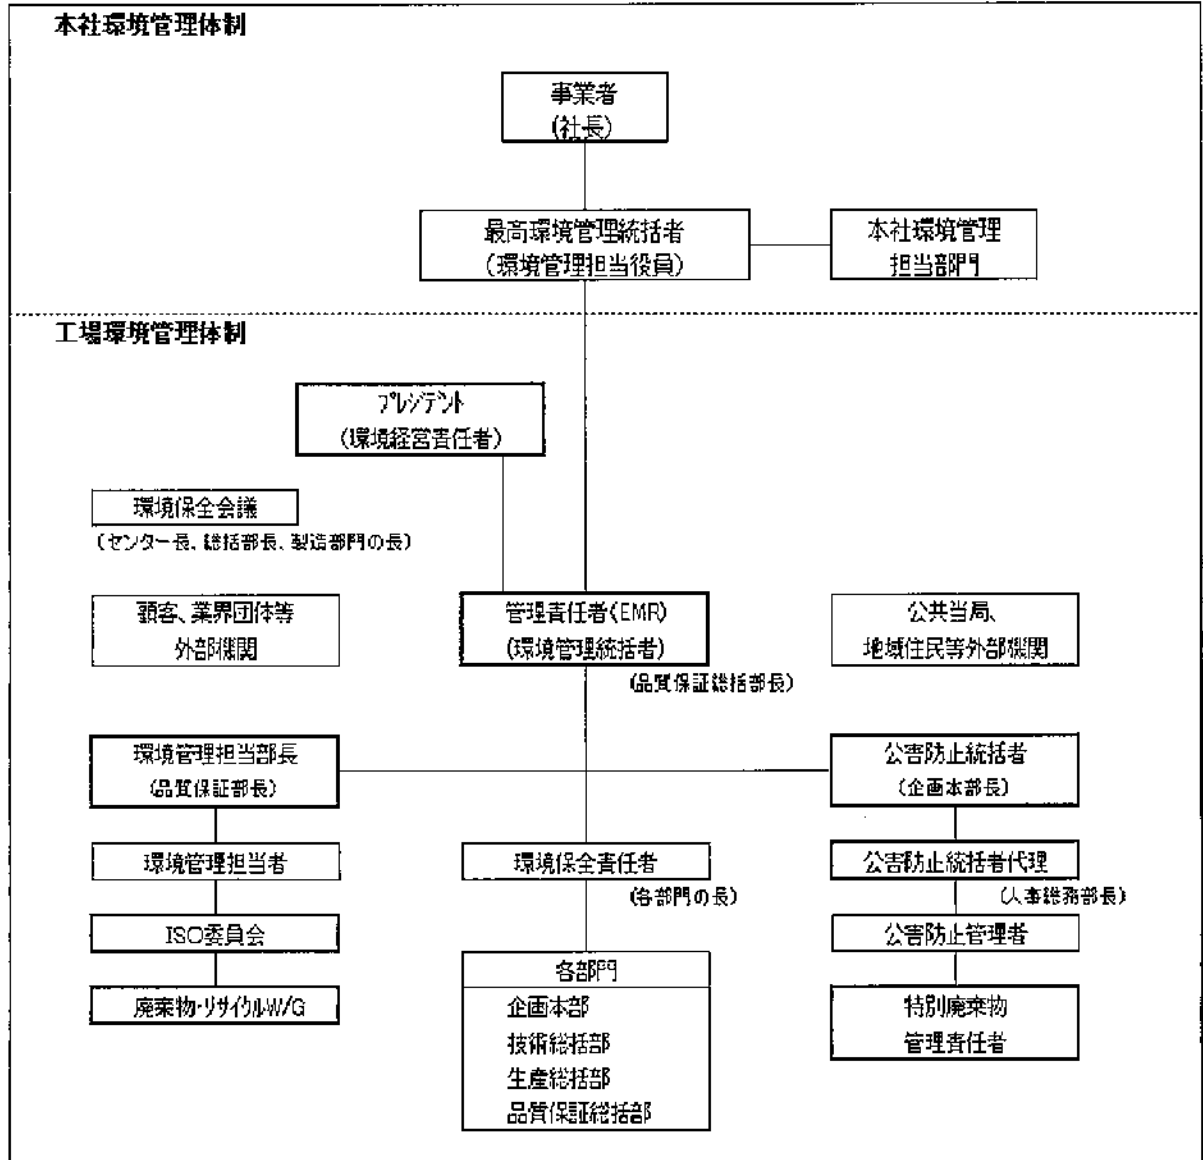 本社環境管理体制
事業者
(社長)
最高環境管理統括者
(環境管理担当役員)
本社環境管理
担当部門
工場環境管理体制
プレジデント
(環境経営責任者)
環境保全会議
(センター長、総括部長、製造部門の長)
顧客、業界団体等
外部機関
管理責任者(EMR)
(環境管理統括者)
(品質保証総括部長)
公共当局、
地域住民等外部機関
環境管理担当部長
(品質保証部長)
公害防止統括者
(企画本部長)
環境管理担当者
環境保全責任者
(各部門の長)
公害防止統括者代理
(人事総務部長)
ISO委員会
公害防止管理者
廃棄物・リサイクルW/G
各部門
企画本部
技術総括部
生産総括部
品質保証総括部
特別廃棄物
管理責任者